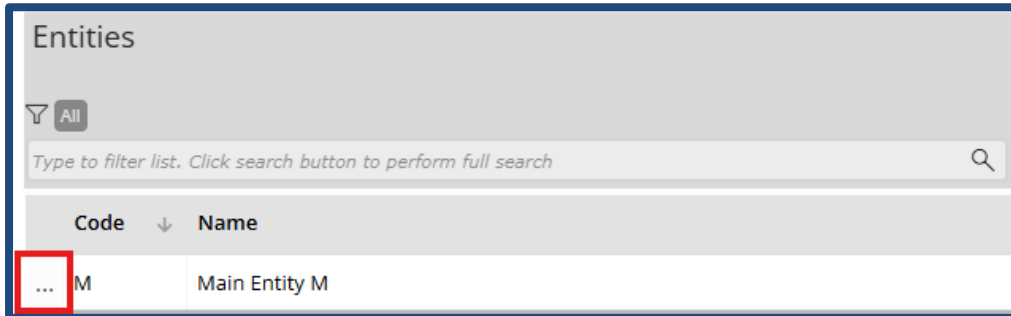 Entities
All
Type to filter list. Click search button to perform full search
Code Name
... M Main Entity M